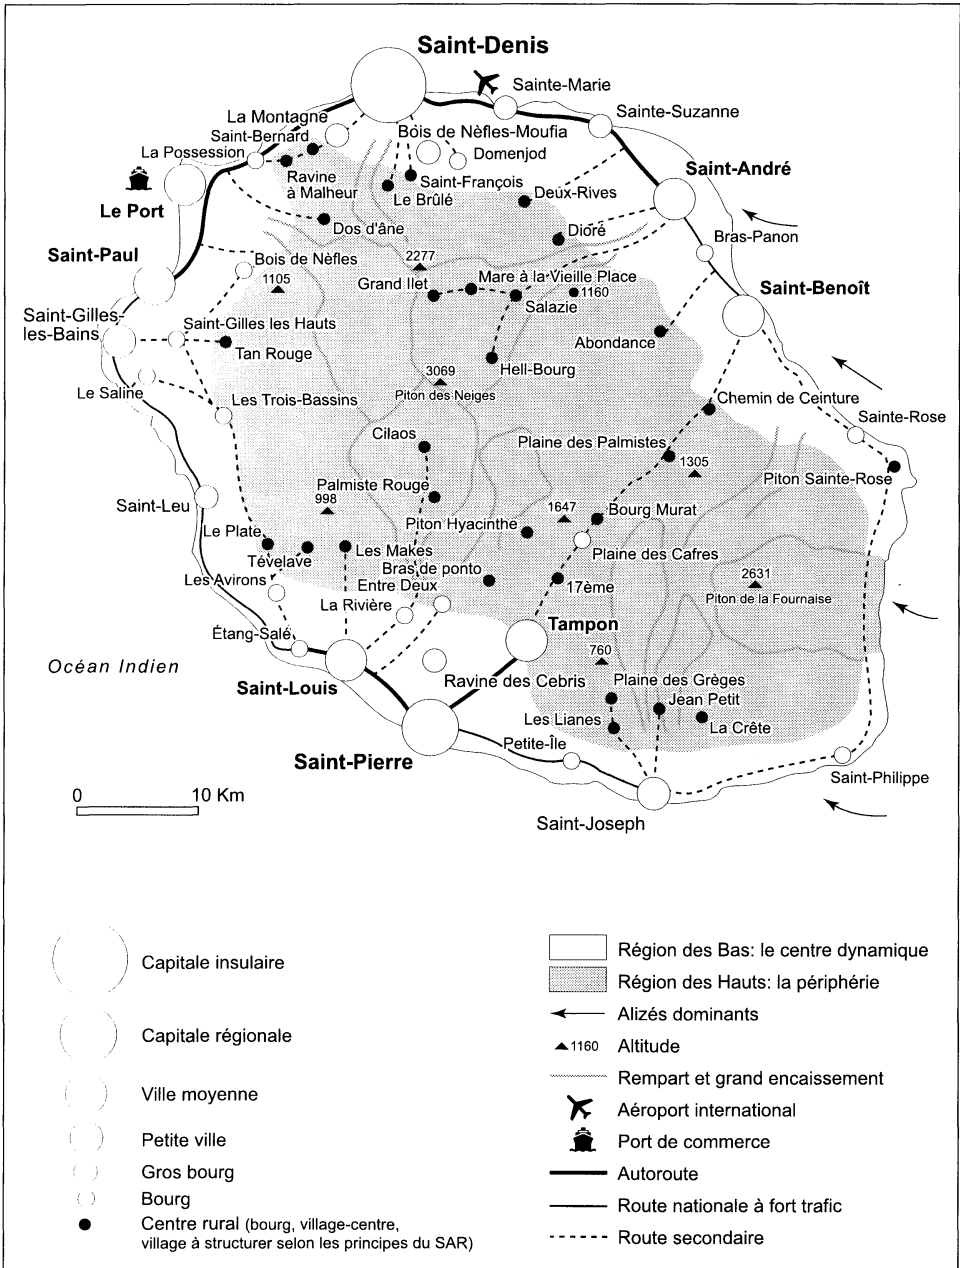 Saint-Denis
Sainte-Marie
Sainte-Suzanne
La Montagne
Saint-Bernard
La Possession
Bois de Nèfles-Moufia
Domenjod
Saint-André
Ravine
à Malheur
Saint-François
Le Brûlé
Deux-Rives
Le Port
Dos d'âne
Dioré
Bras-Panon
Saint-Paul
Bois de Nèfles
1105
2277
Grand Ilet
Mare à la Vieille Place
1160
Salazie
Saint-Benoît
Saint-Gilles-
les-Bains
Saint-Gilles les Hauts
Tan Rouge
Abondance
Hell-Bourg
3069
Piton des Neiges
Le Saline
Les Trois-Bassins
Chemin de Ceinture
Sainte-Rose
Cilaos
Plaine des Palmistes
1305
Piton Sainte-Rose
Saint-Leu
Palmiste Rouge
998
1647
Bourg Murat
Piton Hyacinthe
Le Plate
Tévelave
Les Makes
Plaine des Cafres
Bras de ponto
Les Avirons
Entre Deux
17ème
2631
Piton de la Fournaise
La Rivière
Étang-Salé
Tampon
760
Océan Indien
Saint-Louis
Ravine des Cebris
Plaine des Grèges
Jean Petit
Les Lianes
La Crête
Saint-Pierre
Petite-Île
Saint-Philippe
0 10 Km
Saint-Joseph
Capitale insulaire
Capitale régionale
Ville moyenne
Petite ville
Gros bourg
Bourg
Centre rural (bourg, village-centre,
village à structurer selon les principes du SAR)
Région des Bas: le centre dynamique
Région des Hauts: la périphérie
Alizés dominants
1160 Altitude
Rempart et grand encaissement
Aéroport international
Port de commerce
Autoroute
Route nationale à fort trafic
Route secondaire